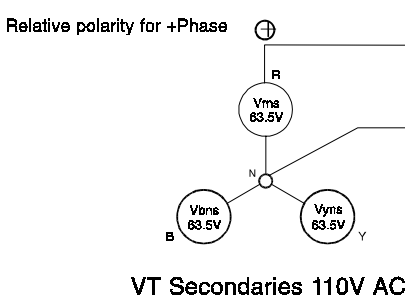 Relative polarity for +Phase
R
Vrns
63.5V
N
Vbns
63.5V
Vyns
63.5V
B
Y
VT Secondaries 110V AC